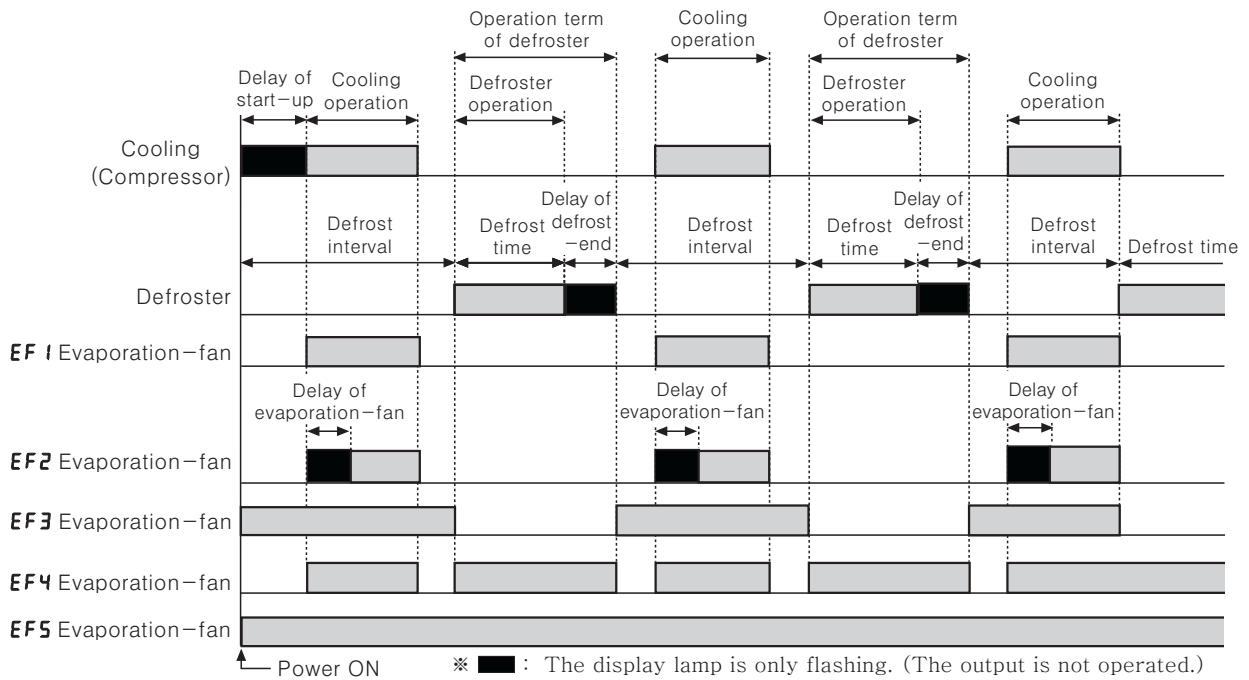 Operation term
of defroster
Cooling
operation
Operation term
of defroster
Delay of
start-up
Cooling
operation
Defroster
operation
Defroster
operation
Cooling
operation
Cooling
(Compressor)
Defrost
interval
Defrost
time
Delay of
defrost
-end
Defrost
interval
Defrost
time
Delay of
defrost
-end
Defrost
interval
Defrost time
Defroster
EF1 Evaporation-fan
Delay of
evaporation-fan
Delay of
evaporation-fan
Delay of
evaporation-fan
EF2 Evaporation-fan
EF3 Evaporation-fan
EF4 Evaporation-fan
EF5 Evaporation-fan
Power ON
※ : The display lamp is only flashing. (The output is not operated.)